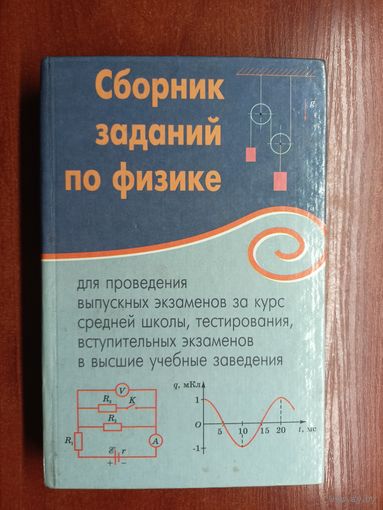 Сборник
заданий
по физике
g
для проведения
выпускных экзаменов за курс
средней школы, тестирования,
вступительных экзаменов
в высшие учебные заведения
V
R₂ K
R₃
R₁
A
ℰ r
+ −
q, мКл
1
0
5 10 15 20 t, мс
-1